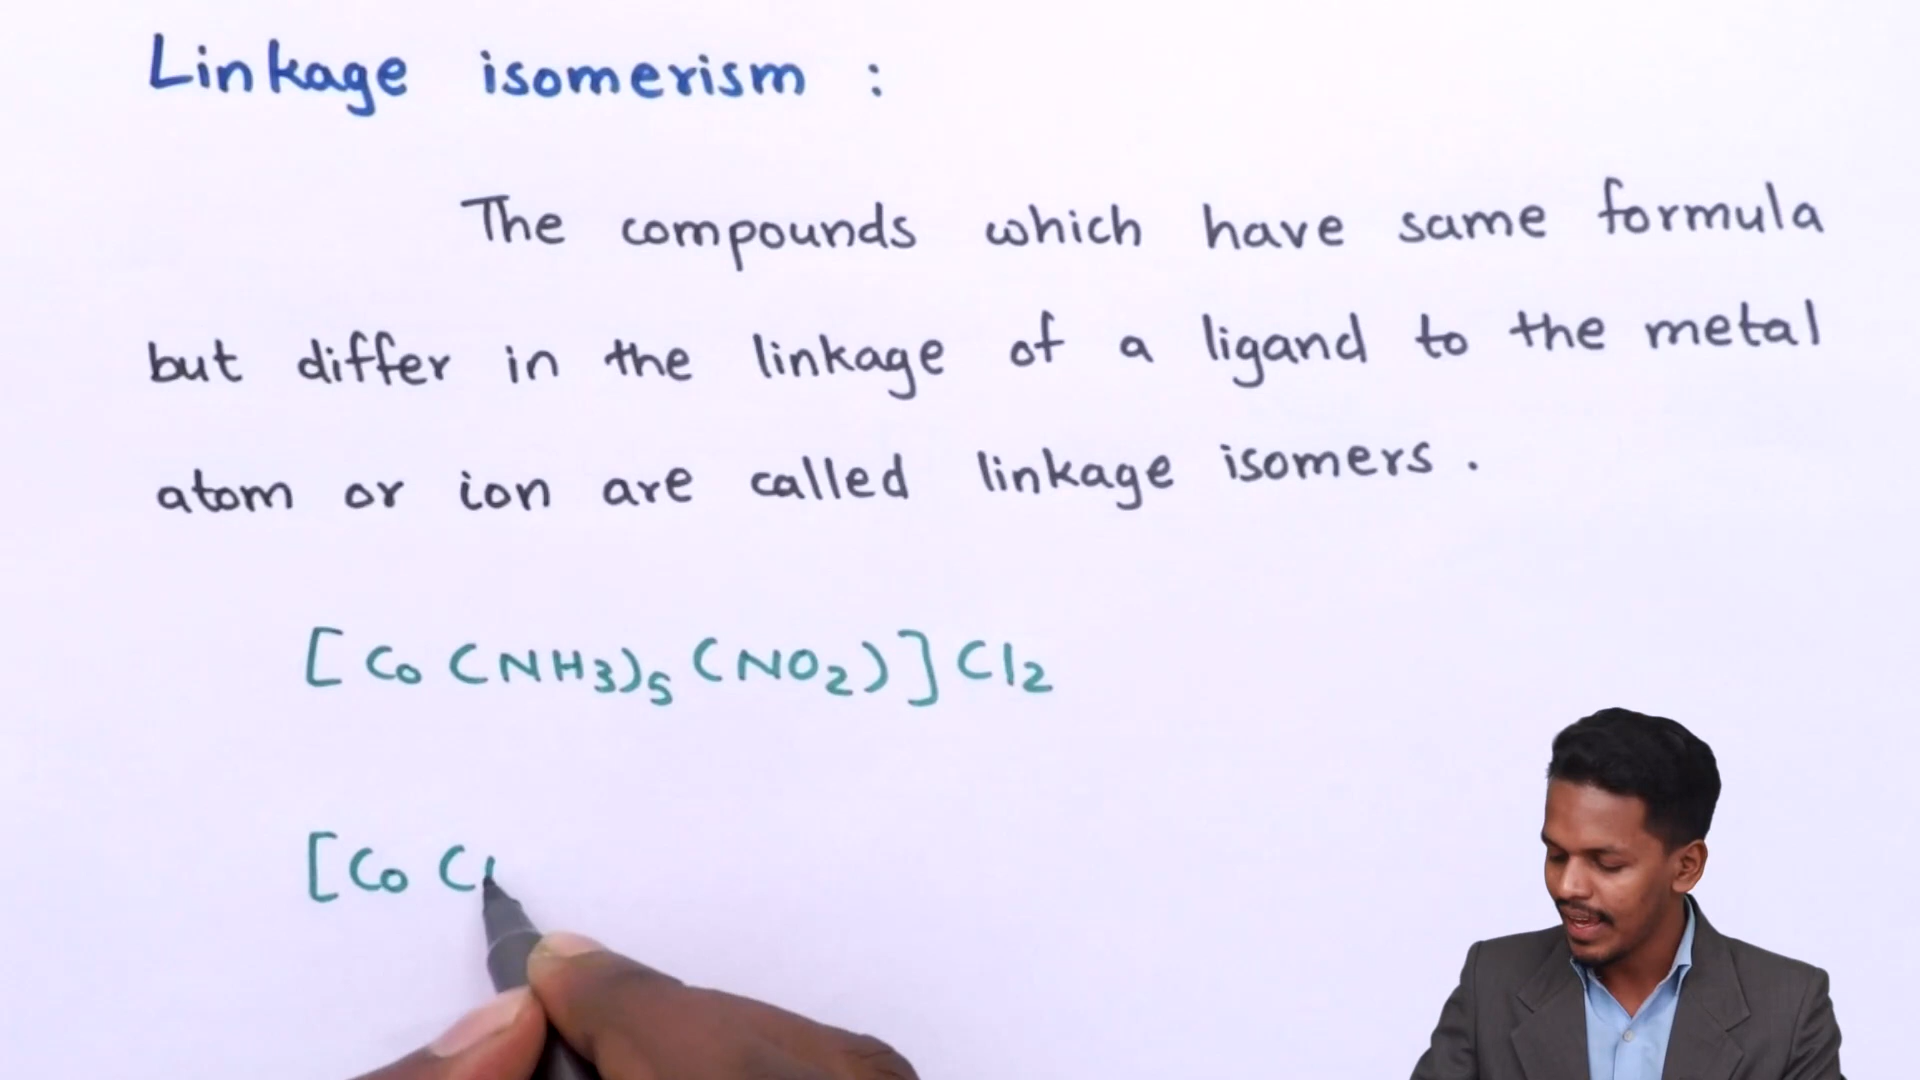 Linkage isomerism :
The compounds which have same formula
but differ in the linkage of a ligand to the metal
atom or ion are called linkage isomers .
[Co(NH3)5(NO2)]Cl2
[Co(